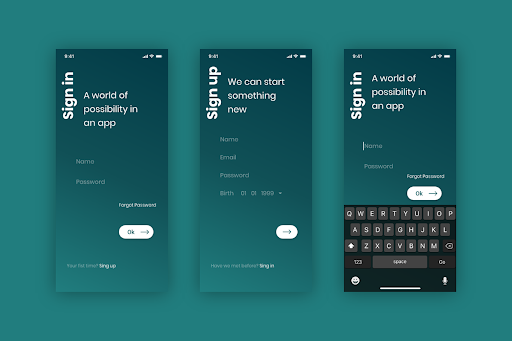 9:41
Sign in
A world of
possibility in
an app
Name
Password
Forgot Password
Ok
Your fist time? Sing up
9:41
Sign up
We can start
something
new
Name
Email
Password
Birth 01 01 1999
Have we met before? Sing in
9:41
Sign in
A world of
possibility in
an app
Name
Password
Forgot Password
Ok
Q W E R T Y U I O P
A S D F G H J K L
Z X C V B N M
123 space Go